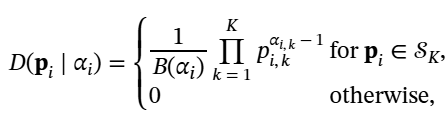 D(𝐩ᵢ | αᵢ) = { 1/B(αᵢ) ∏_{k = 1}^{K} p_{i,k}^{α_{i,k} − 1} for 𝐩ᵢ ∈ 𝒮_K,
0 otherwise,